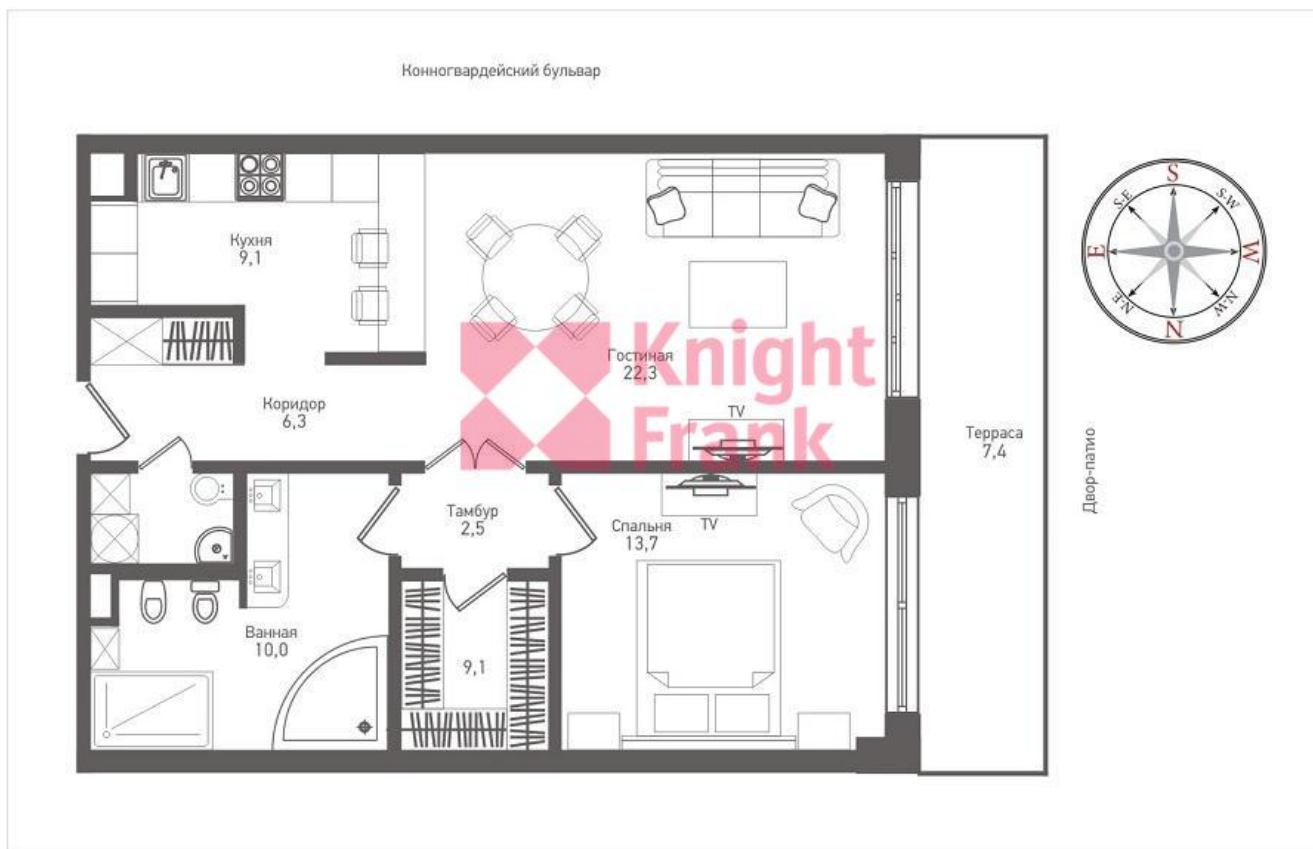 Конногвардейский бульвар
Кухня
9,1
Гостиная
22,3
Knight
Frank
Коридор
6,3
TV
TV
Тамбур
2,5
Спальня
13,7
Ванная
10,0
9,1
Терраса
7,4
Двор-патио
S
S-W
W
N-W
N
N-E
E
S-E